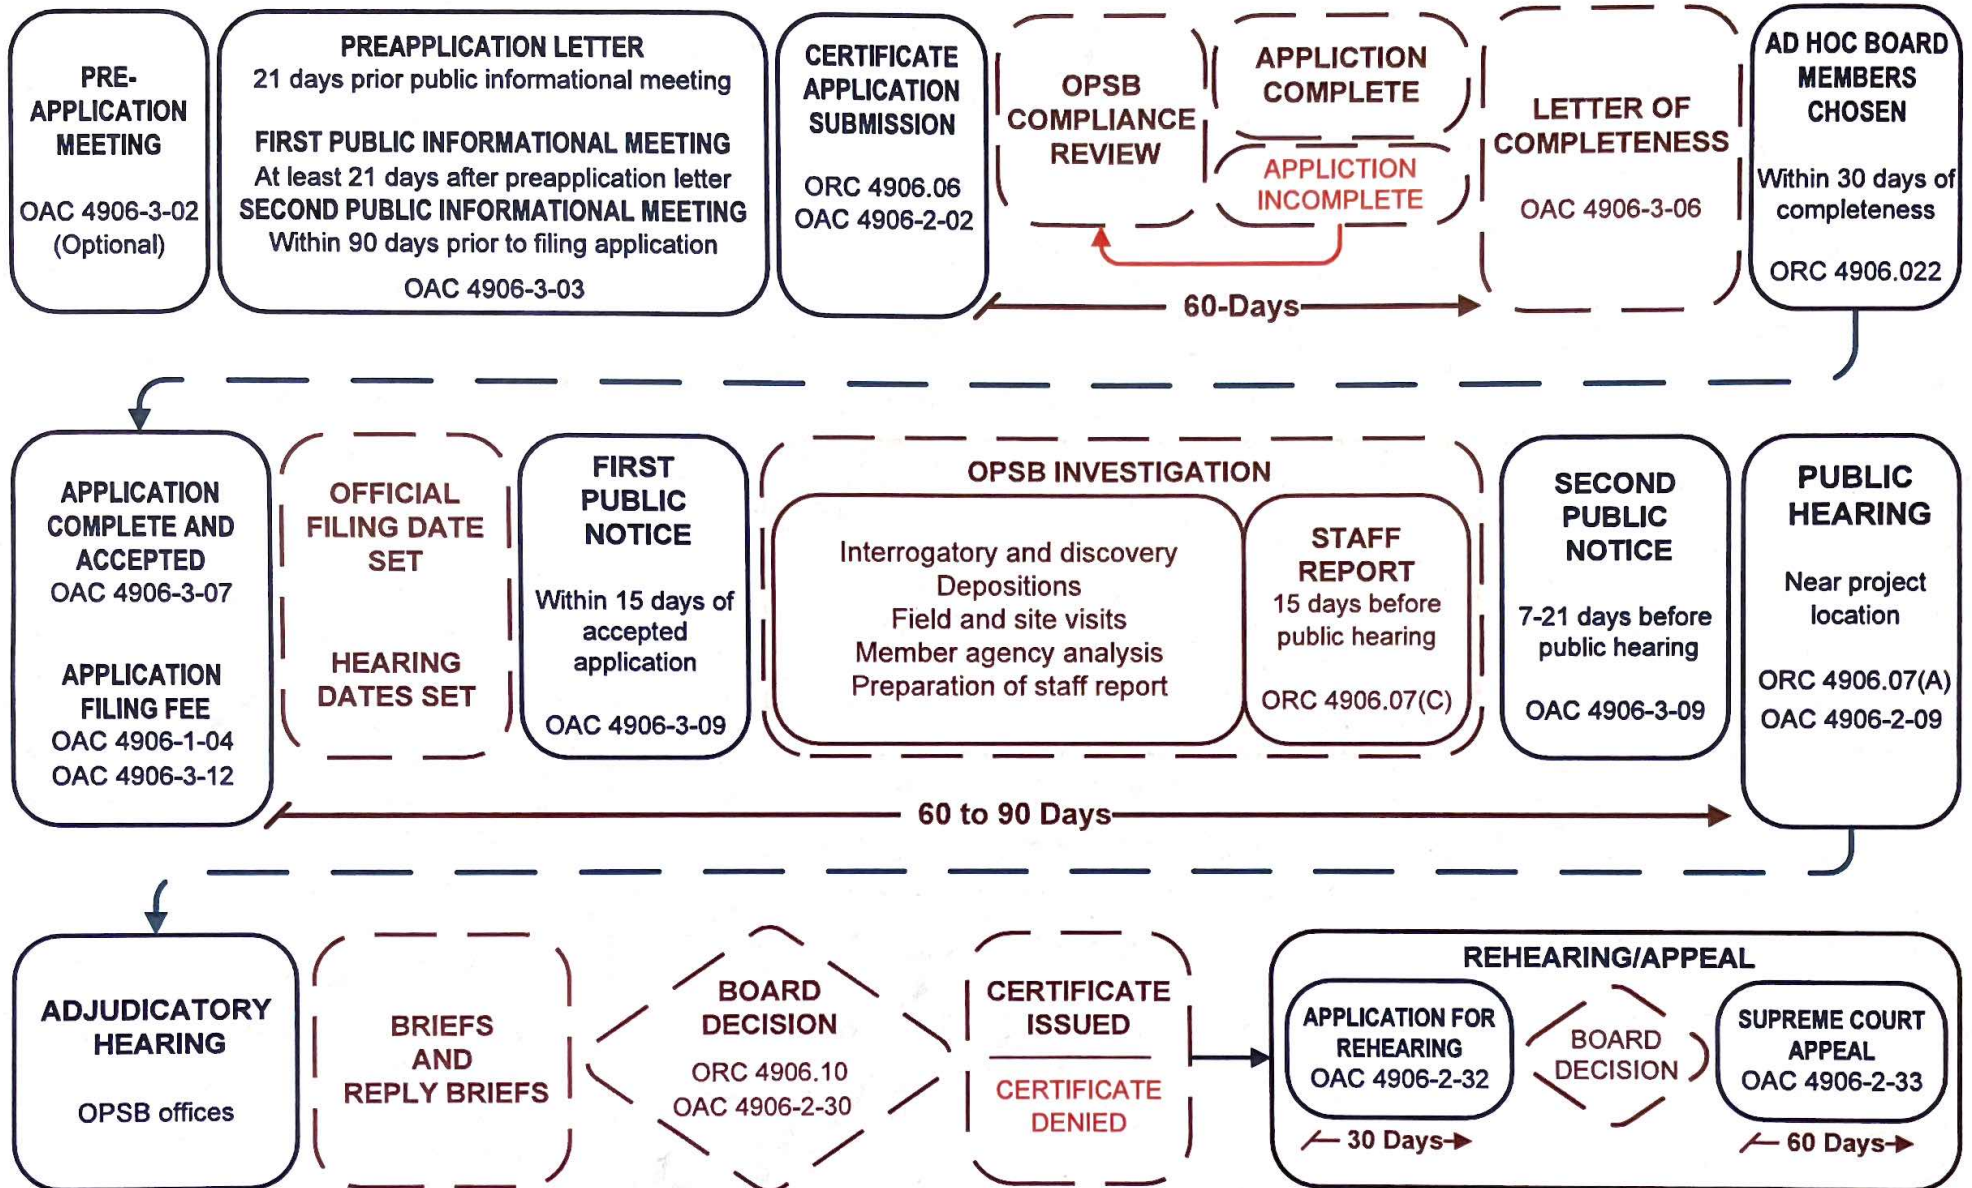 PRE-
APPLICATION
MEETING
OAC 4906-3-02
(Optional)
PREAPPLICATION LETTER
21 days prior public informational meeting
FIRST PUBLIC INFORMATIONAL MEETING
At least 21 days after preapplication letter
SECOND PUBLIC INFORMATIONAL MEETING
Within 90 days prior to filing application
OAC 4906-3-03
CERTIFICATE
APPLICATION
SUBMISSION
ORC 4906.06
OAC 4906-2-02
OPSB
COMPLIANCE
REVIEW
APPLICTION
COMPLETE
APPLICTION
INCOMPLETE
60-Days
LETTER OF
COMPLETENESS
OAC 4906-3-06
AD HOC BOARD
MEMBERS
CHOSEN
Within 30 days of
completeness
ORC 4906.022
APPLICATION
COMPLETE AND
ACCEPTED
OAC 4906-3-07
APPLICATION
FILING FEE
OAC 4906-1-04
OAC 4906-3-12
OFFICIAL
FILING DATE
SET
HEARING
DATES SET
FIRST
PUBLIC
NOTICE
Within 15 days of
accepted
application
OAC 4906-3-09
OPSB INVESTIGATION
Interrogatory and discovery
Depositions
Field and site visits
Member agency analysis
Preparation of staff report
STAFF
REPORT
15 days before
public hearing
ORC 4906.07(C)
SECOND
PUBLIC
NOTICE
7-21 days before
public hearing
OAC 4906-3-09
PUBLIC
HEARING
Near project
location
ORC 4906.07(A)
OAC 4906-2-09
60 to 90 Days
ADJUDICATORY
HEARING
OPSB offices
BRIEFS
AND
REPLY BRIEFS
BOARD
DECISION
ORC 4906.10
OAC 4906-2-30
CERTIFICATE
ISSUED
CERTIFICATE
DENIED
REHEARING/APPEAL
APPLICATION FOR
REHEARING
OAC 4906-2-32
30 Days
BOARD
DECISION
SUPREME COURT
APPEAL
OAC 4906-2-33
60 Days